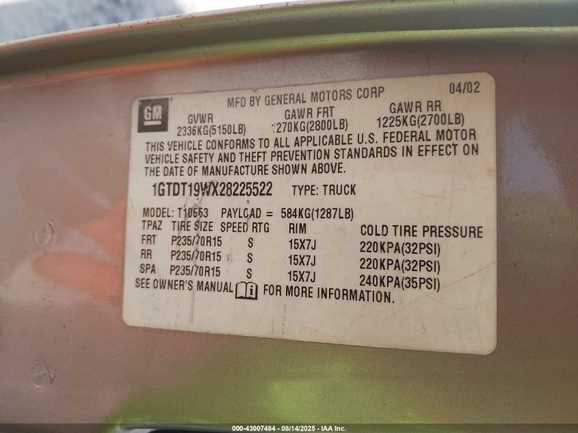 MFD BY GENERAL MOTORS CORP 04/02
GM
GVWR GAWR FRT GAWR RR
2336KG(5150LB) 1270KG(2800LB) 1225KG(2700LB)
THIS VEHICLE CONFORMS TO ALL APPLICABLE U.S. FEDERAL MOTOR
VEHICLE SAFETY AND THEFT PREVENTION STANDARDS IN EFFECT ON
THE DATE OF MANUFACTURE SHOWN ABOVE.
1GTDT19WX28225522 TYPE: TRUCK
MODEL: T10563 PAYLOAD = 584KG(1287LB)
TPAZ TIRE SIZE SPEED RTG RIM COLD TIRE PRESSURE
FRT P235/70R15 S 15X7J 220KPA(32PSI)
RR P235/70R15 S 15X7J 220KPA(32PSI)
SPA P235/70R15 S 15X7J 240KPA(35PSI)
SEE OWNER'S MANUAL FOR MORE INFORMATION.
000-43007484 - 08/14/2025 - IAA Inc.